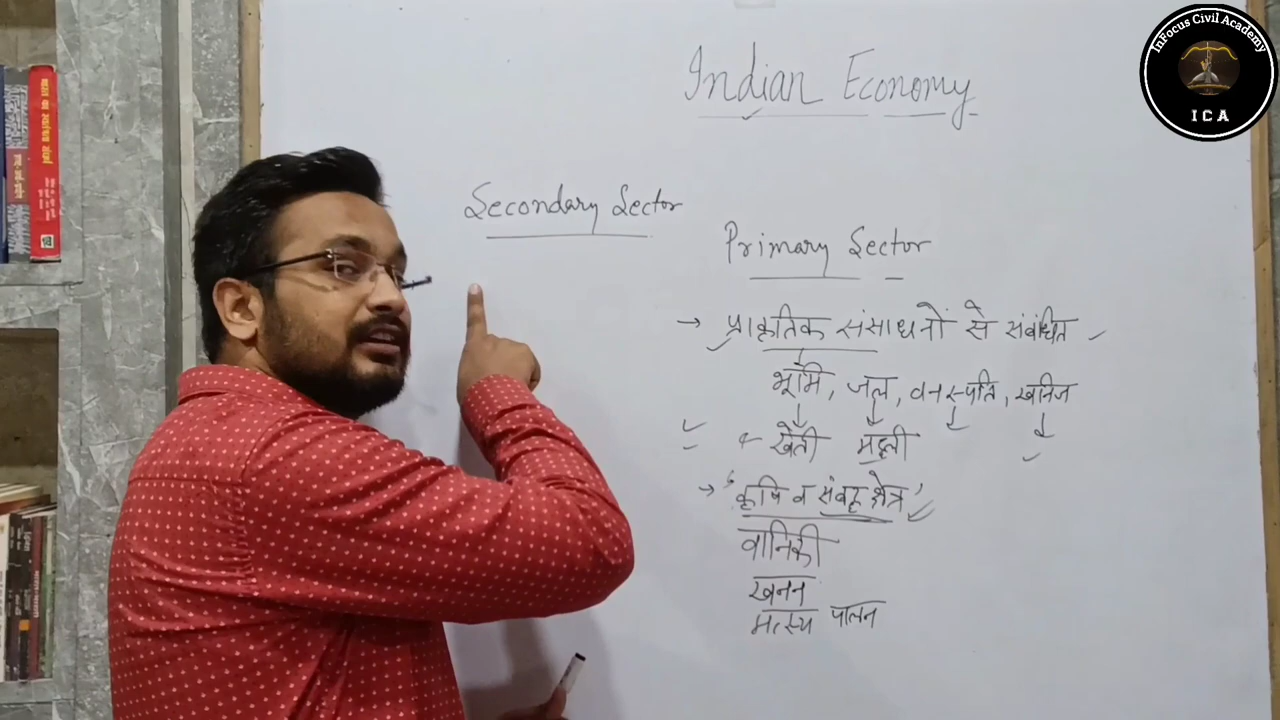 InFocus Civil Academy
I C A
Indian Economy
Secondary Sector
Primary Sector
→ प्राकृतिक संसाधनों से संबंधित
भूमि, जल, वनस्पति, खनिज
खेती मछली
→ 'कृषि व संबद्ध क्षेत्र'
वानिकी
खनन
मत्स्य पालन